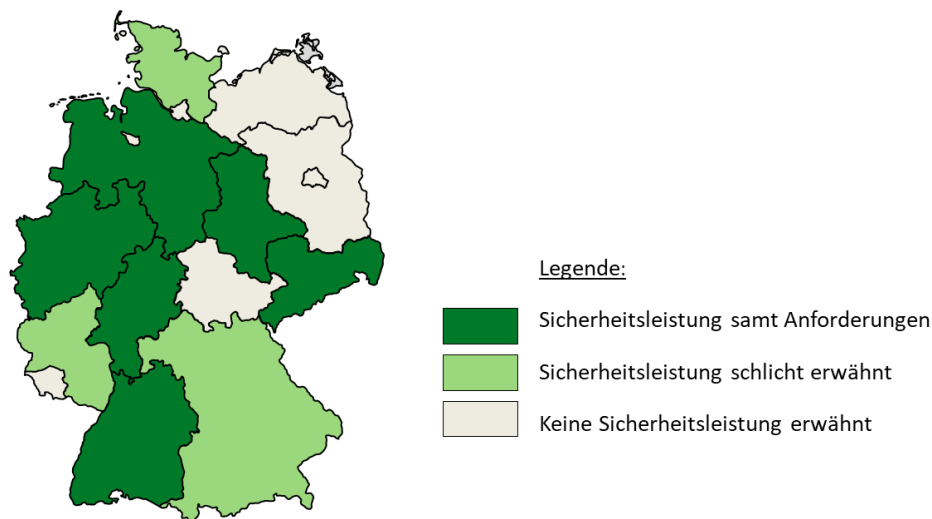 Legende:
Sicherheitsleistung samt Anforderungen
Sicherheitsleistung schlicht erwähnt
Keine Sicherheitsleistung erwähnt